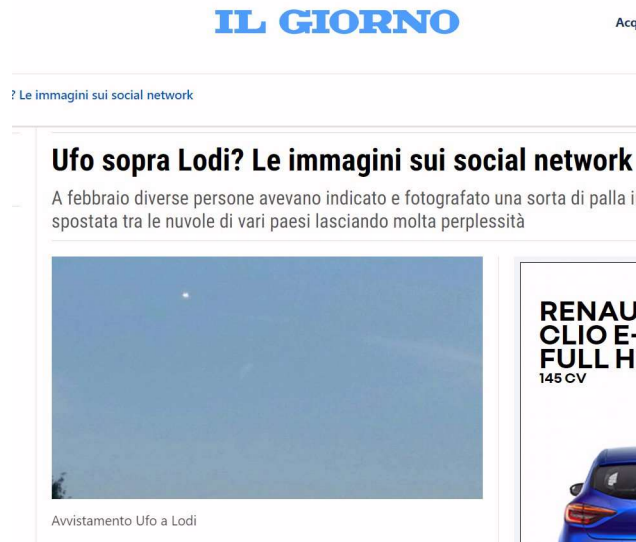 IL GIORNO
? Le immagini sui social network
Ufo sopra Lodi? Le immagini sui social network
A febbraio diverse persone avevano indicato e fotografato una sorta di palla
spostata tra le nuvole di vari paesi lasciando molta perplessità
RENAU
CLIO E-
FULL H
145 CV
Avvistamento Ufo a Lodi